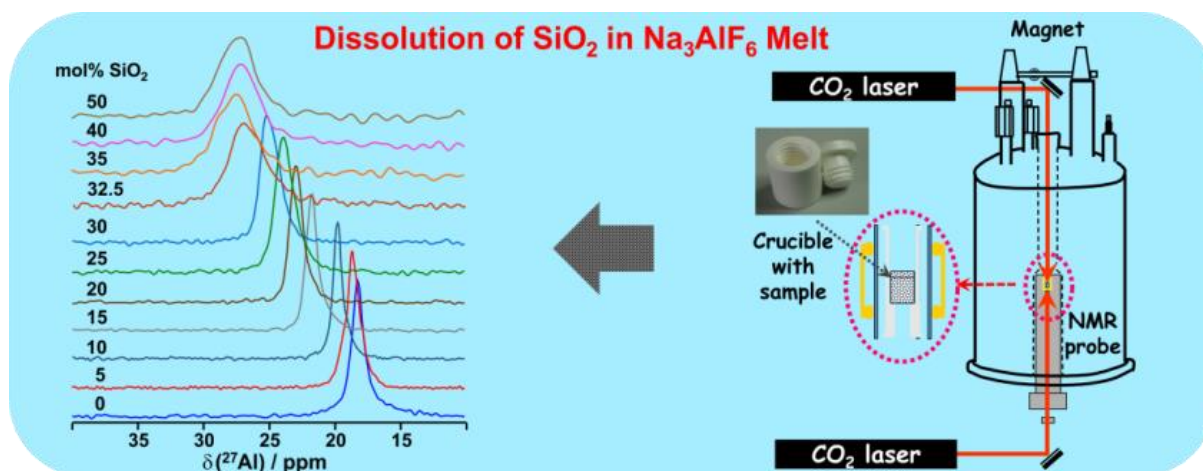 Dissolution of SiO₂ in Na₃AlF₆ Melt
mol% SiO₂
50
40
35
32.5
30
25
20
15
10
5
0
35 30 25 20 15
δ(²⁷Al) / ppm
Magnet
CO₂ laser
Crucible with
sample
NMR
probe
CO₂ laser